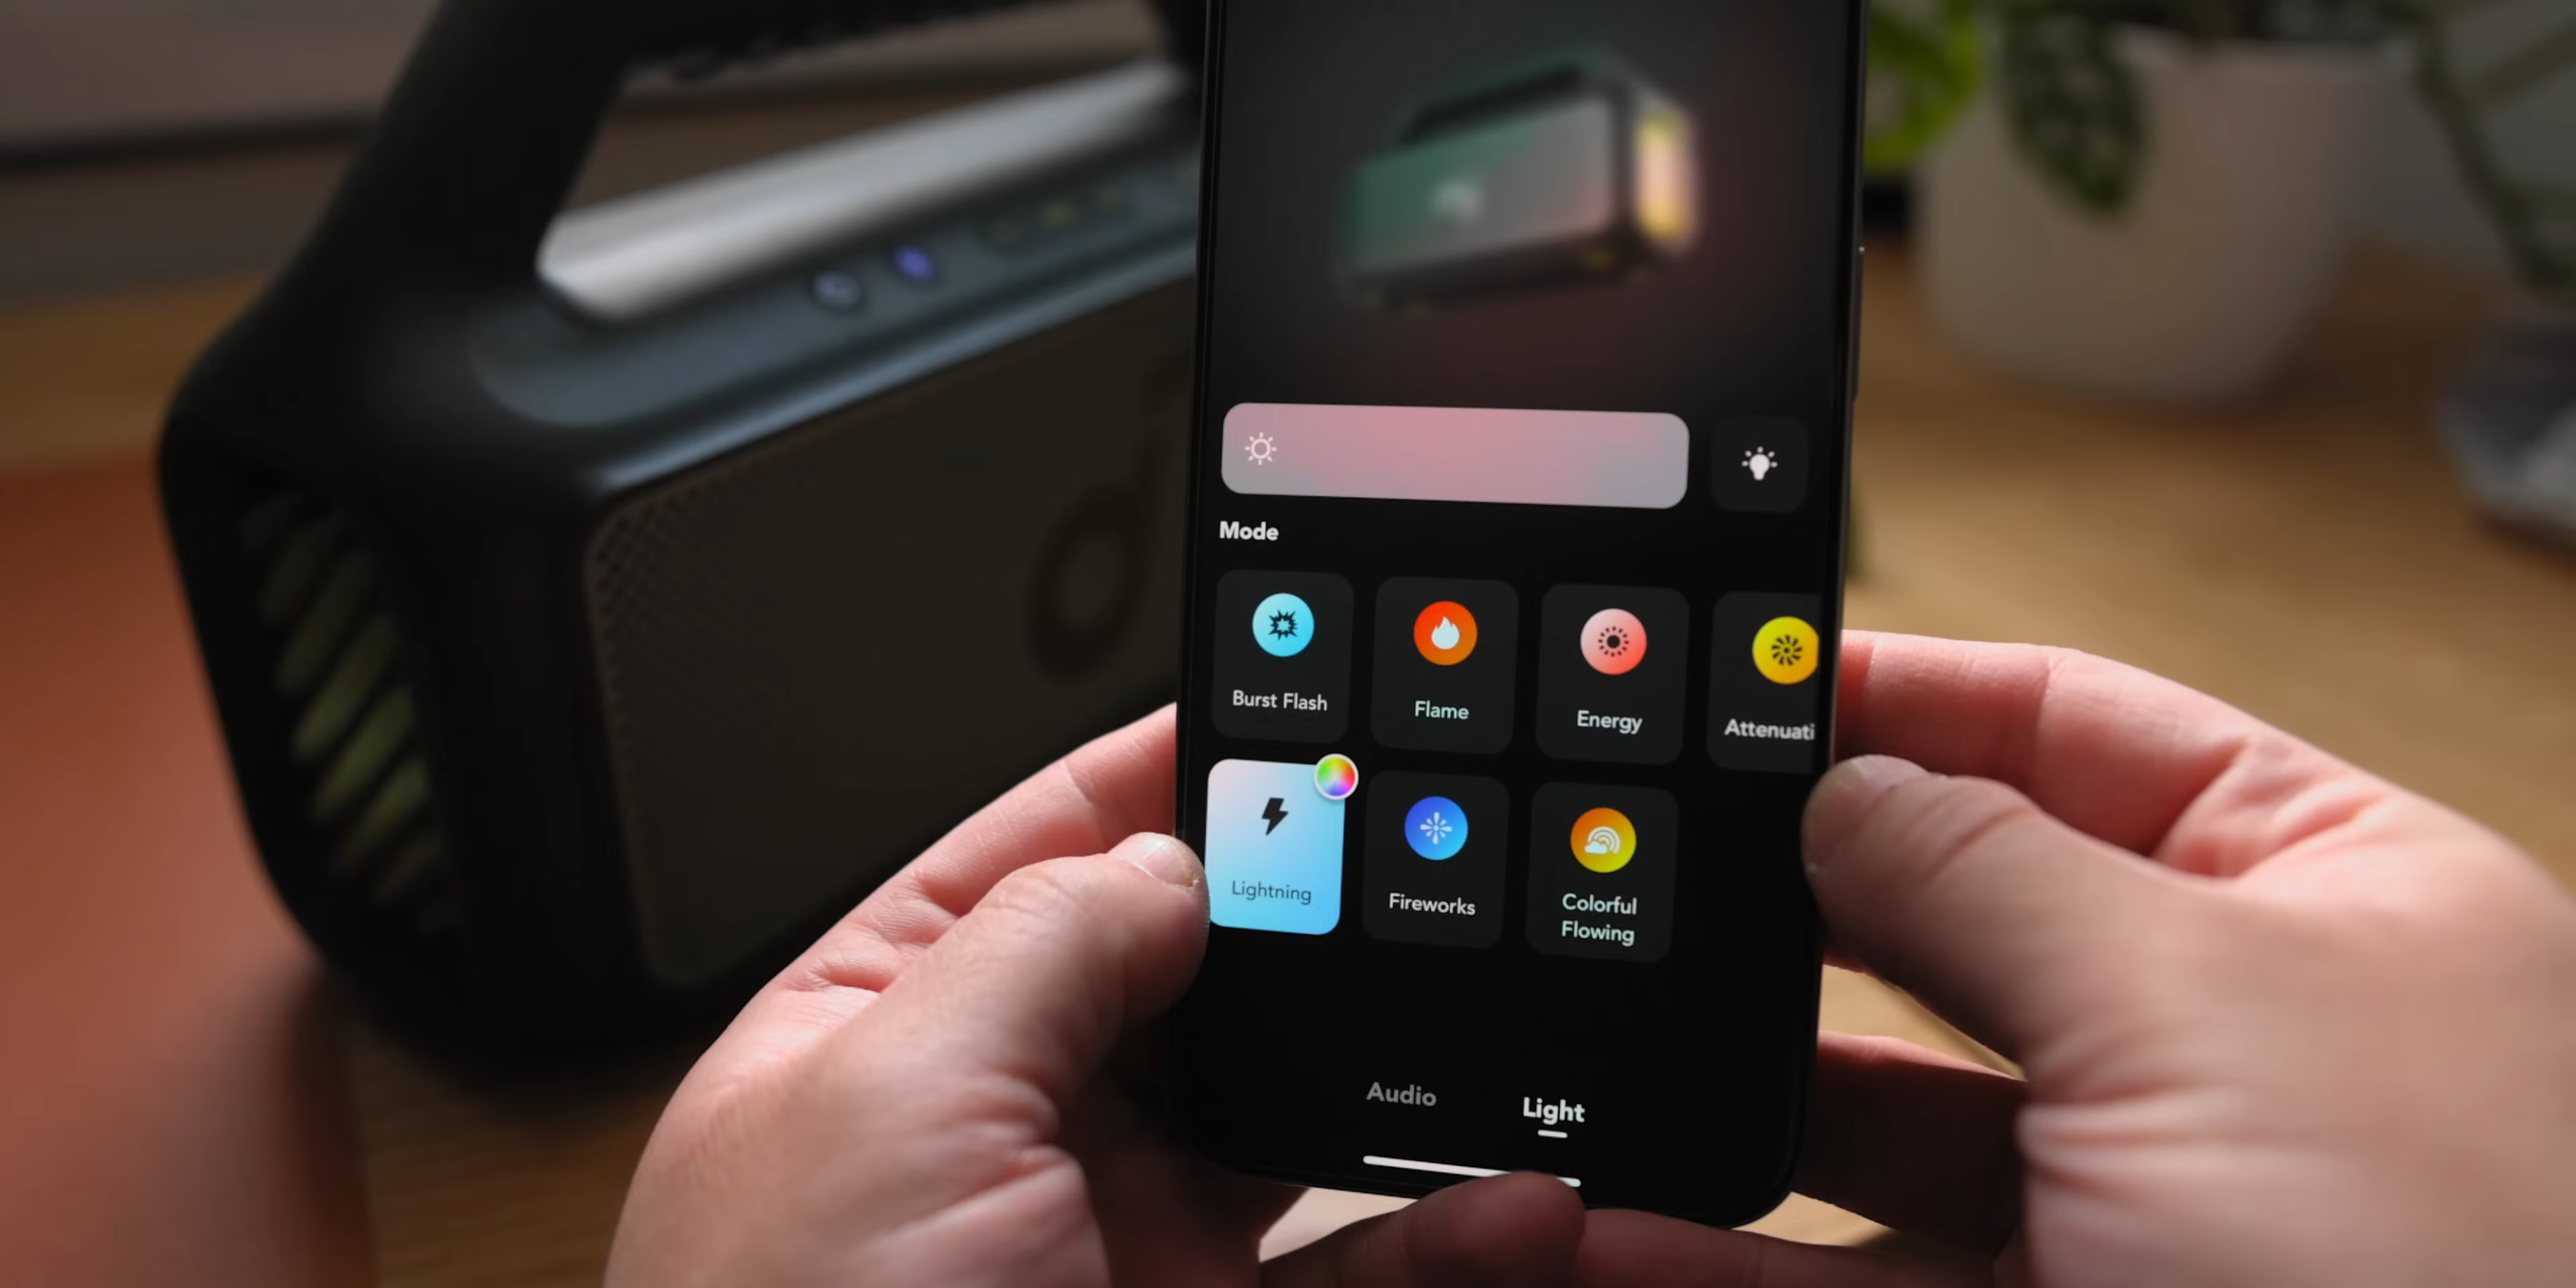 Mode
Burst Flash
Flame
Energy
Attenuati
Lightning
Fireworks
Colorful
Flowing
Audio
Light